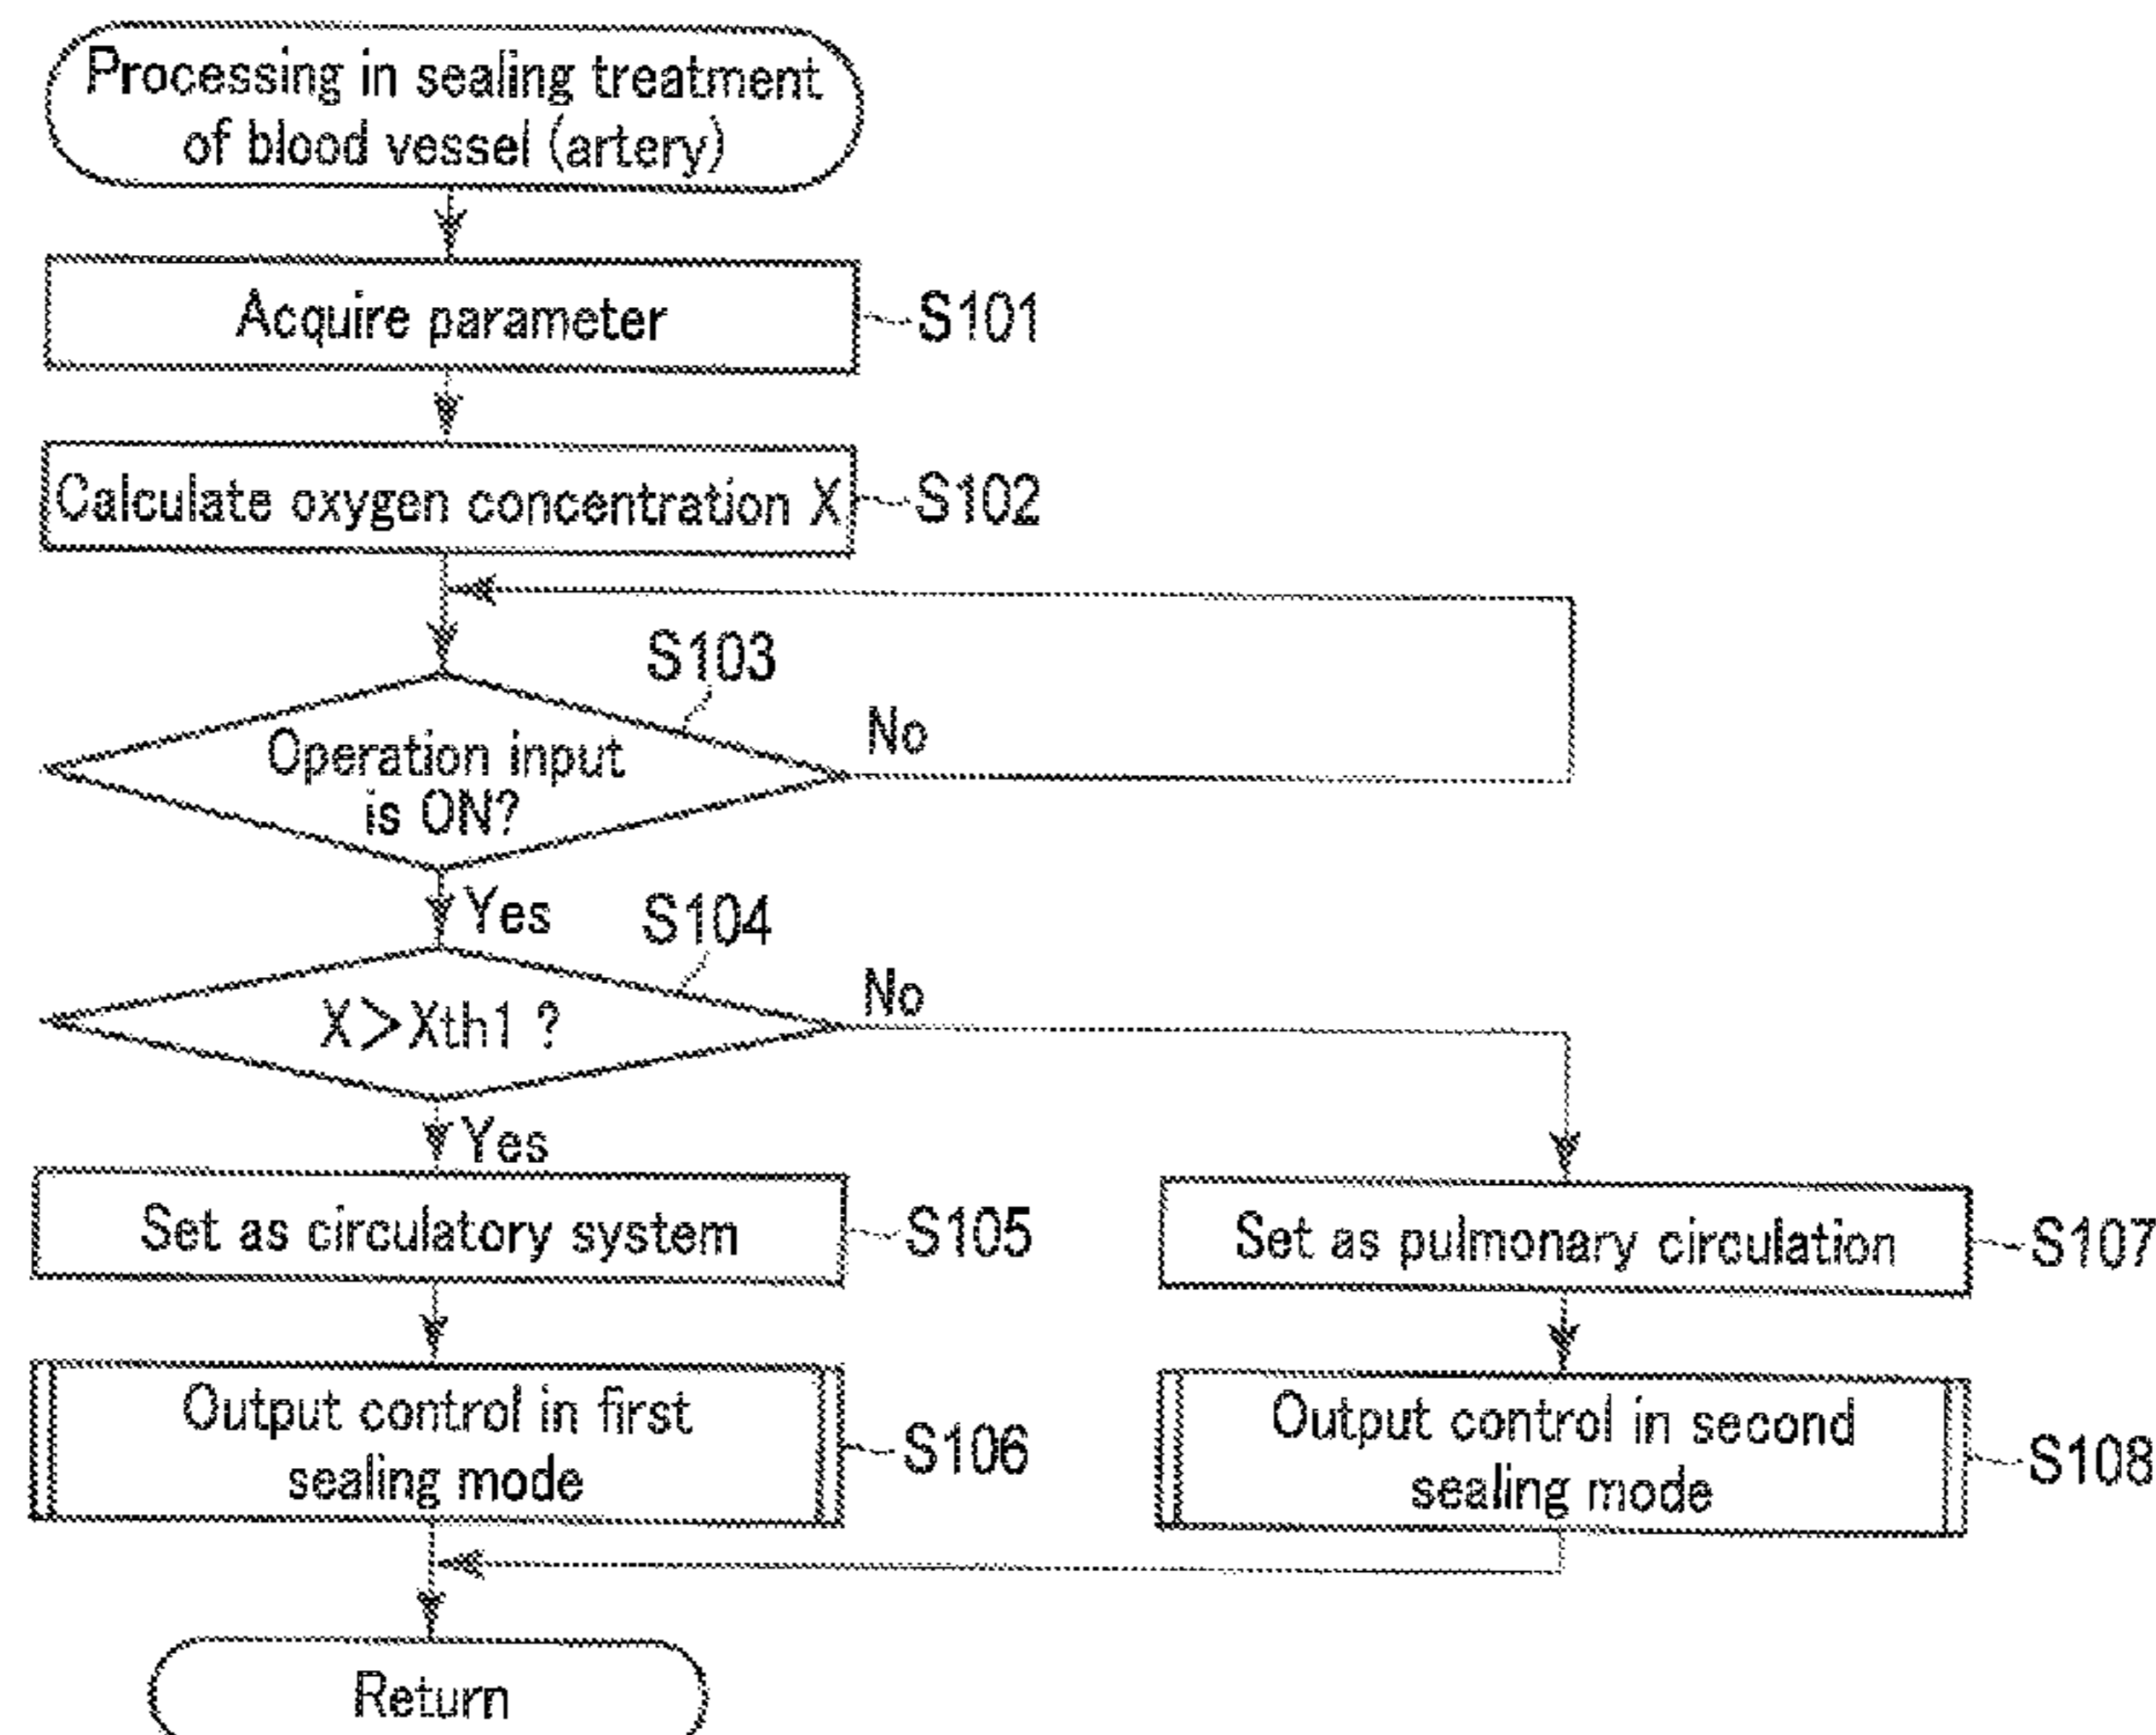 Processing in sealing treatment
of blood vessel (artery)
Acquire parameter
S101
Calculate oxygen concentration X
S102
S103
Operation input
is ON?
No
Yes
S104
X>Xth1 ?
No
Yes
Set as circulatory system
S105
Set as pulmonary circulation
S107
Output control in first
sealing mode
S106
Output control in second
sealing mode
S108
Return